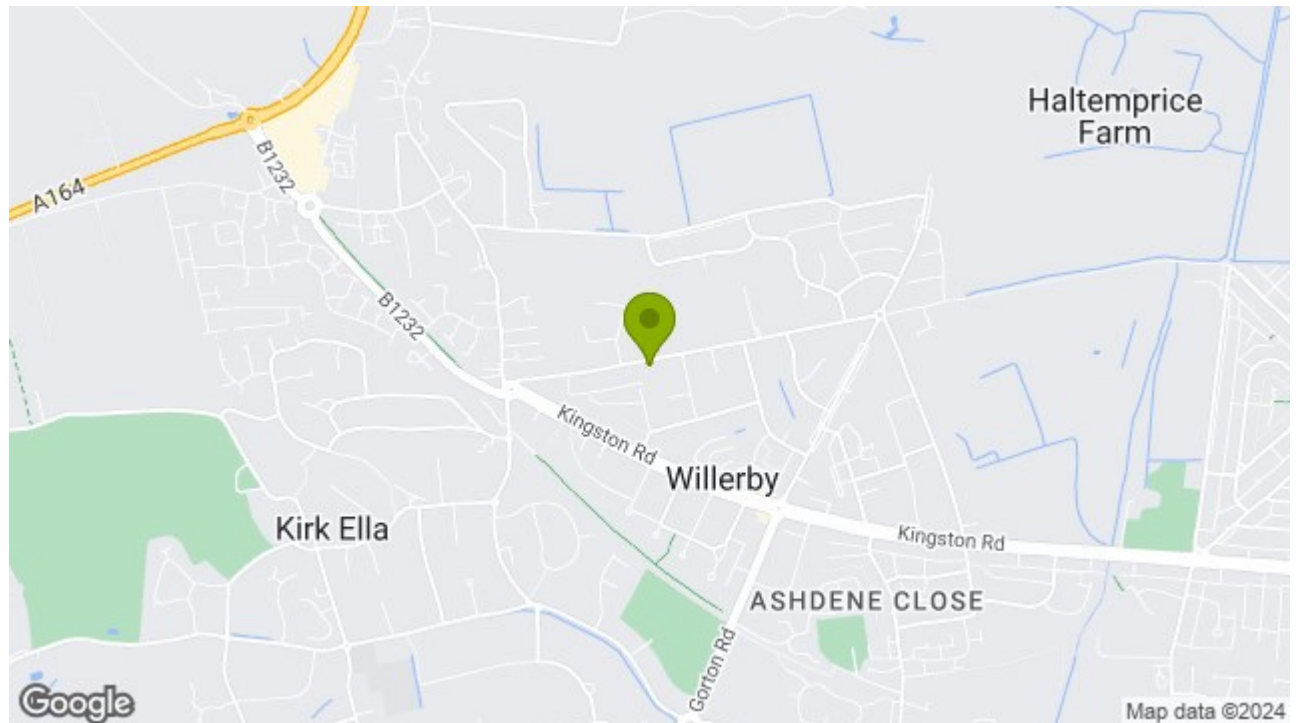 Haltemprice
Farm
B1232
A164
B1232
Kingston Rd
Willerby
Kirk Ella
Kingston Rd
ASHDENE CLOSE
Gorton Rd
Google
Map data ©2024